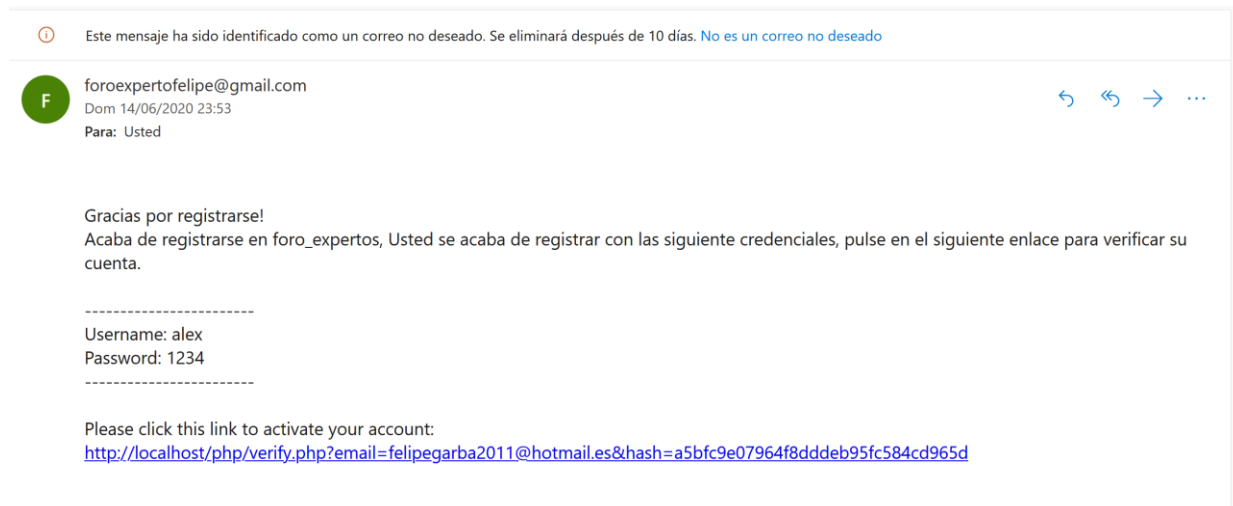 Este mensaje ha sido identificado como un correo no deseado. Se eliminará después de 10 días. No es un correo no deseado
F
foroexpertofelipe@gmail.com
Dom 14/06/2020 23:53
Para: Usted
Gracias por registrarse!
Acaba de registrarse en foro_expertos, Usted se acaba de registrar con las siguiente credenciales, pulse en el siguiente enlace para verificar su
cuenta.
------------------------
Username: alex
Password: 1234
------------------------
Please click this link to activate your account:
http://localhost/php/verify.php?email=felipegarba2011@hotmail.es&hash=a5bfc9e07964f8dddeb95fc584cd965d